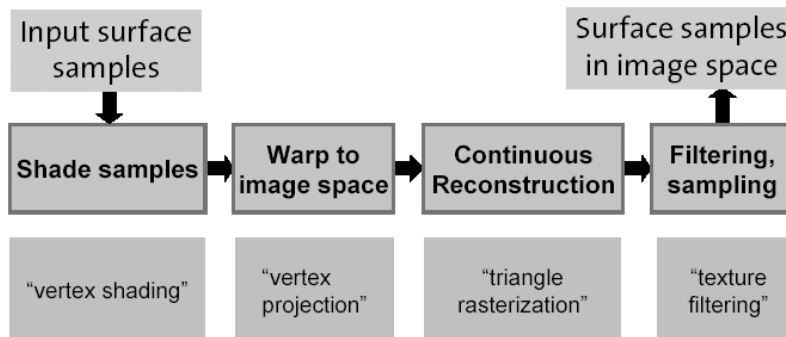 Input surface
samples
Surface samples
in image space
Shade samples
Warp to
image space
Continuous
Reconstruction
Filtering,
sampling
“vertex shading”
“vertex
projection”
“triangle
rasterization”
“texture
filtering”